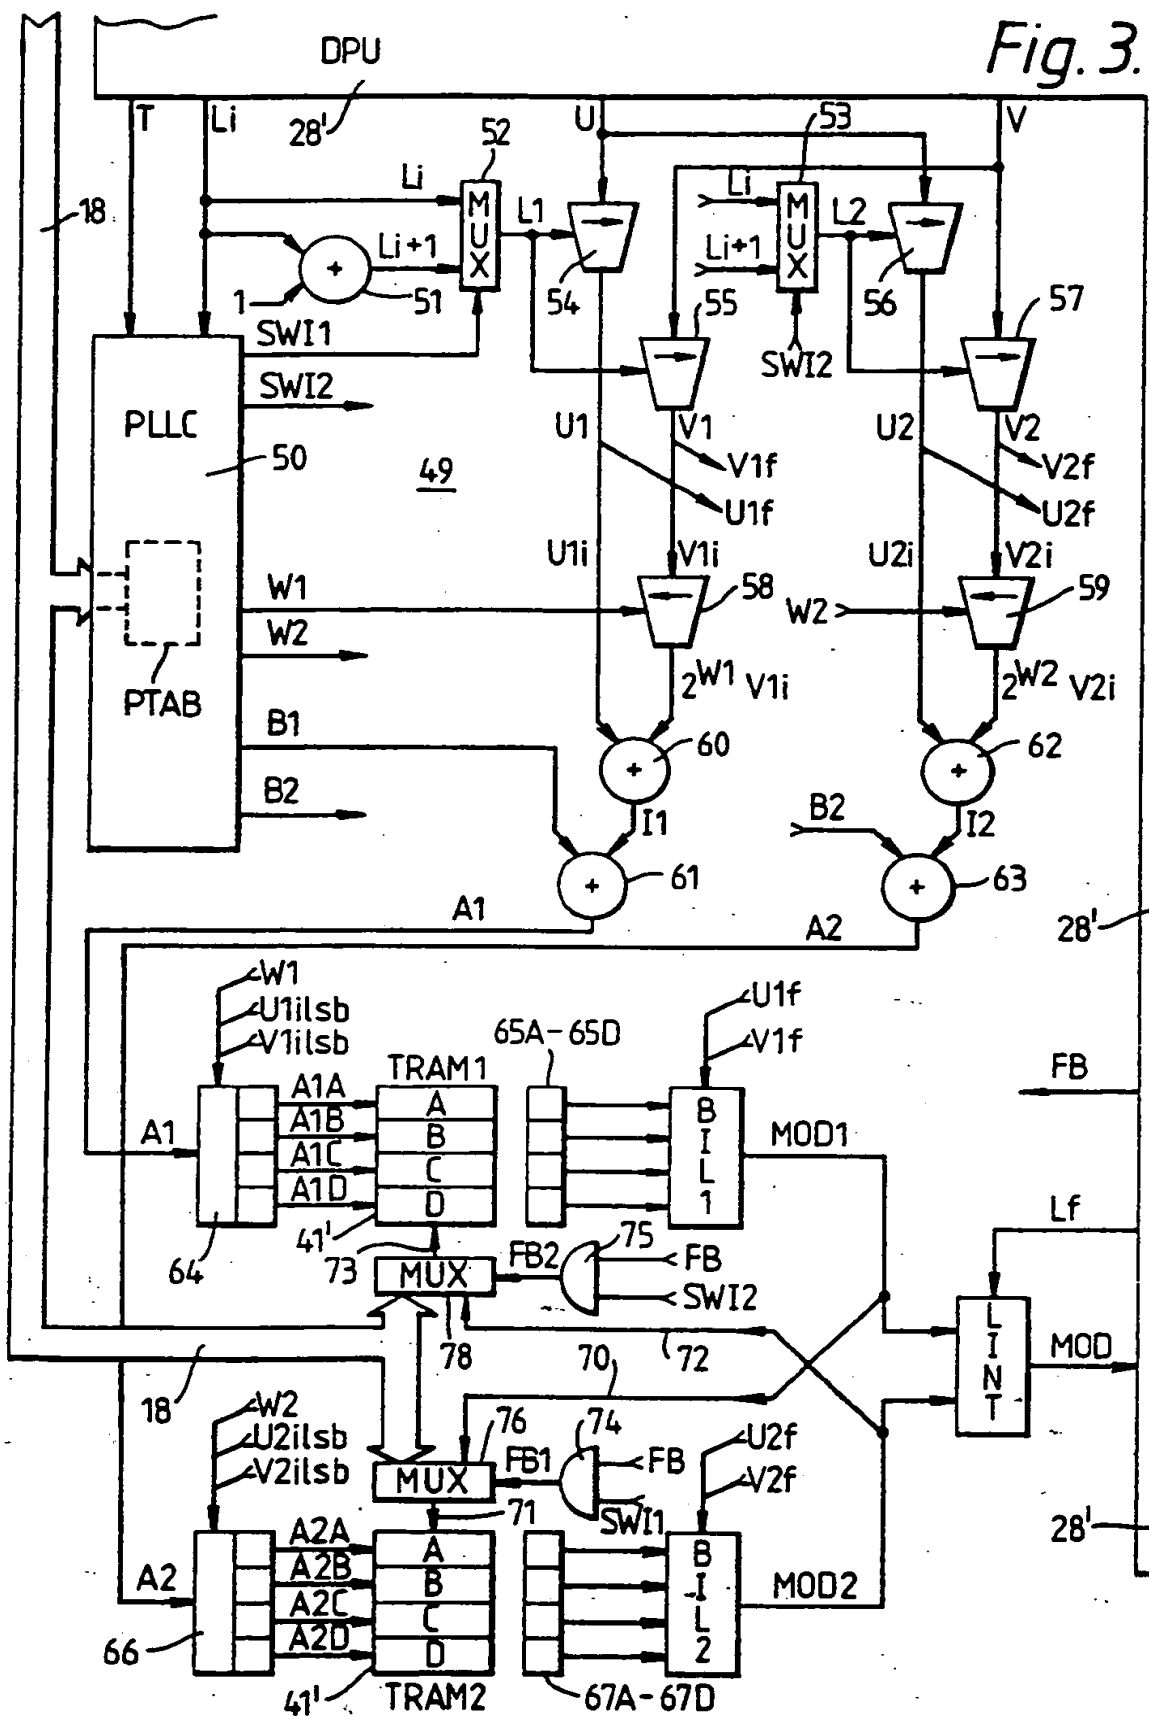 Fig. 3.
DPU
28'
T
Li
U
V
52
53
18
Li
MUX
L1
Li
MUX
L2
Li+1
Li+1
+
1
51
54
55
56
57
SWI1
SWI2
SWI2
PLLC
50
49
U1
V1
U2
V2
V1f
V2f
U1f
U2f
U1i
V1i
U2i
V2i
W1
58
W2
59
W2
PTAB
2W1 V1i
2W2 V2i
B1
+
60
+
62
B2
I1
B2
I2
+
61
+
63
A1
A2
28'
W1
U1ilsb
V1ilsb
U1f
V1f
65A-65D
TRAM1
FB
A1
A1A
A1B
A1C
A1D
A
B
C
D
BIL1
MOD1
Lf
64
41'
73
FB2
75
FB
SWI2
MUX
78
72
LINT
MOD
18
70
W2
U2ilsb
V2ilsb
76
74
MUX
FB1
FB
SWI1
U2f
V2f
71
28'
A2
A2A
A2B
A2C
A2D
A
B
C
D
BIL2
MOD2
66
41'
TRAM2
67A-67D